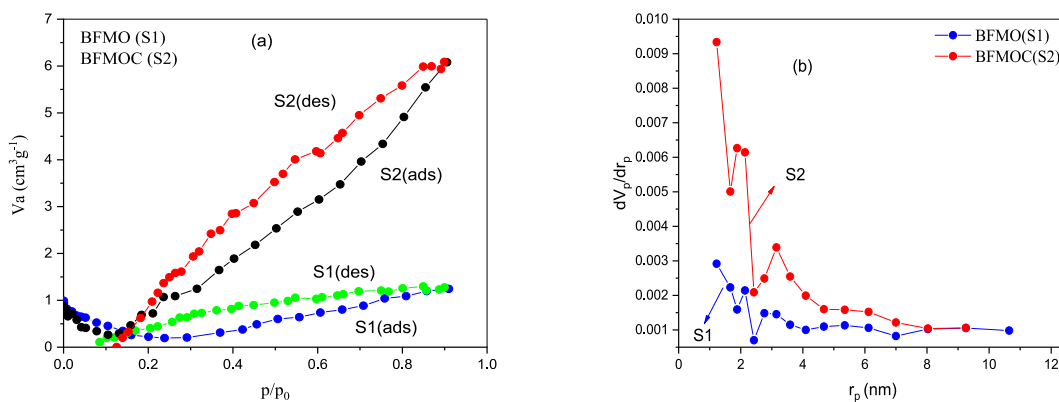 BFMO (S1)
BFMOC (S2)
(a)
S2(des)
S2(ads)
S1(des)
S1(ads)
7
6
5
4
3
2
1
0
Va (cm³g⁻¹)
0.0 0.2 0.4 0.6 0.8 1.0
p/p₀
BFMO(S1)
BFMOC(S2)
(b)
S2
S1
0.010
0.009
0.008
0.007
0.006
0.005
0.004
0.003
0.002
0.001
dVₚ/drₚ
0 2 4 6 8 10 12
rₚ (nm)